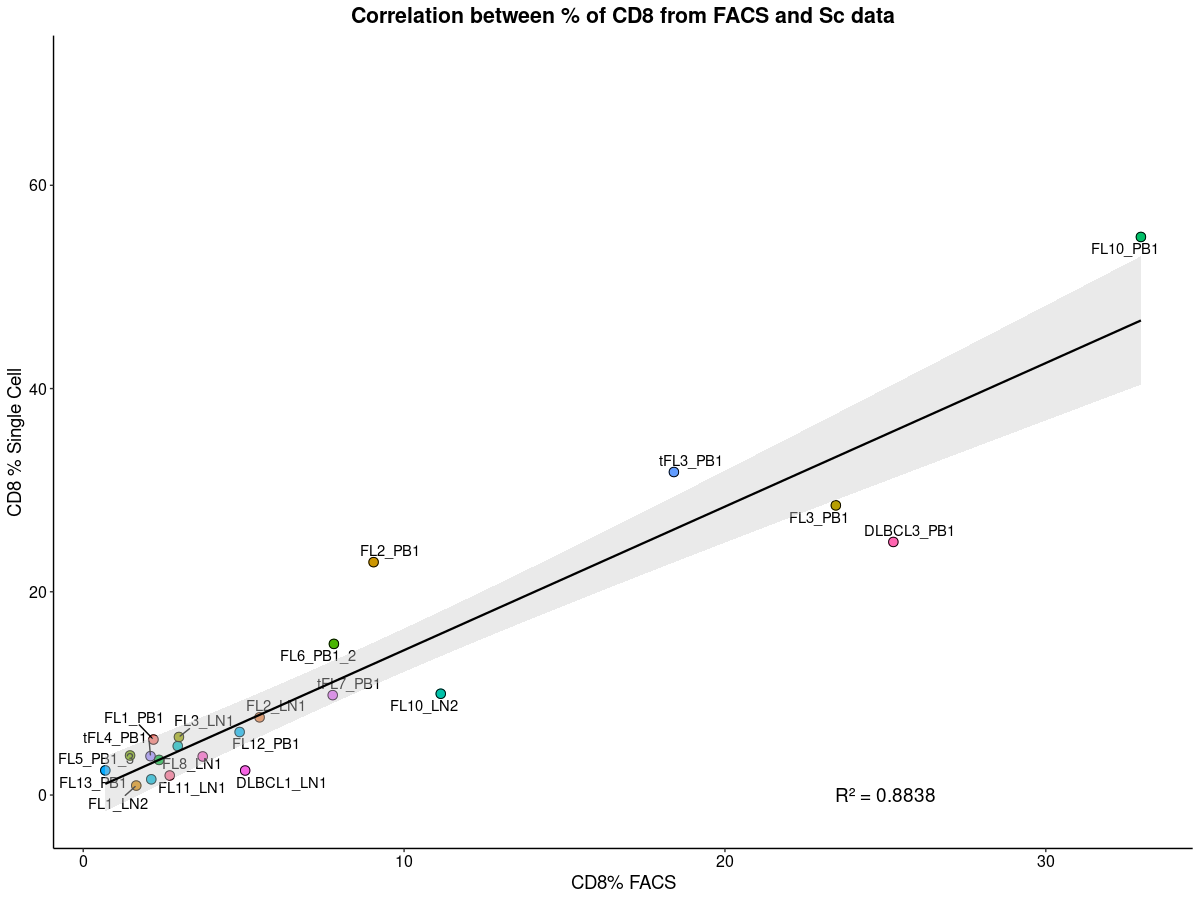 Correlation between % of CD8 from FACS and Sc data
CD8 % Single Cell
60
40
20
0
FL10_PB1
tFL3_PB1
FL3_PB1
DLBCL3_PB1
FL2_PB1
FL6_PB1_2
tFL7_PB1
FL10_LN2
FL2_LN1
FL1_PB1
FL3_LN1
tFL4_PB1
FL12_PB1
FL5_PB1_3
FL8_LN1
FL13_PB1
FL11_LN1
DLBCL1_LN1
FL1_LN2
R² = 0.8838
0
10
20
30
CD8% FACS